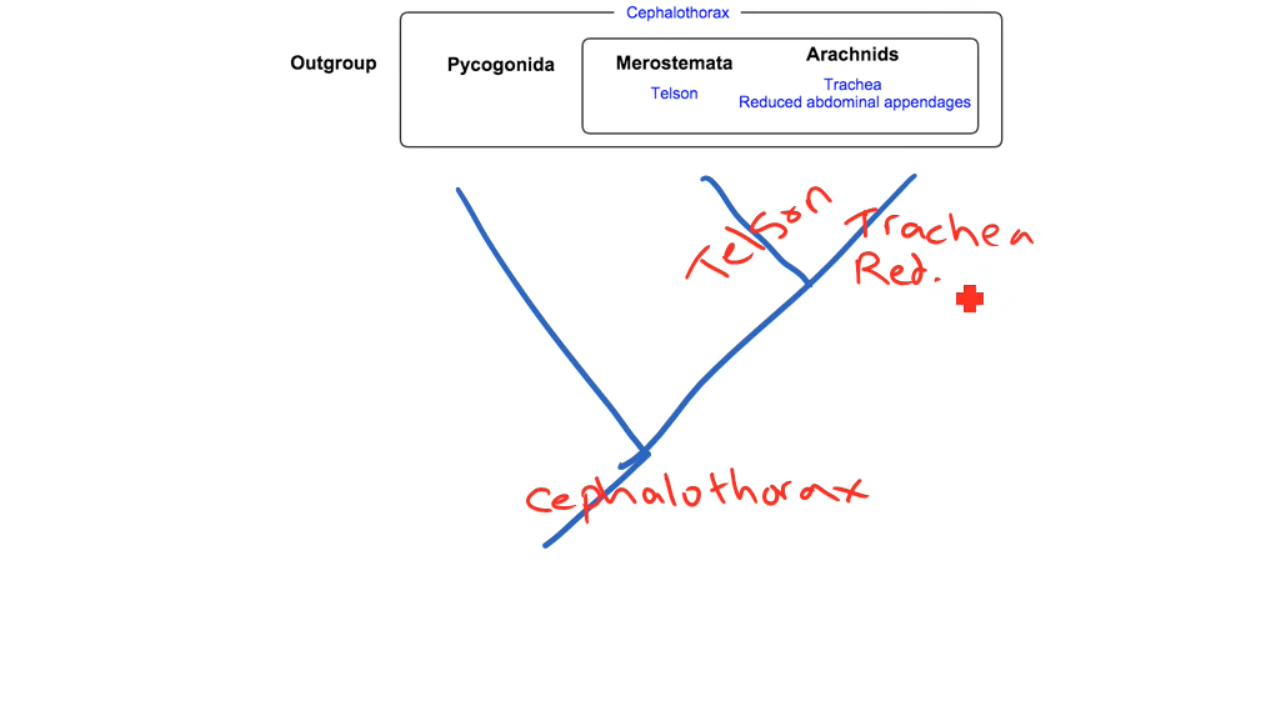 Cephalothorax
Outgroup
Pycogonida
Merostemata
Arachnids
Telson
Trachea
Reduced abdominal appendages
Telson
Trachea
Red.
Cephalothorax